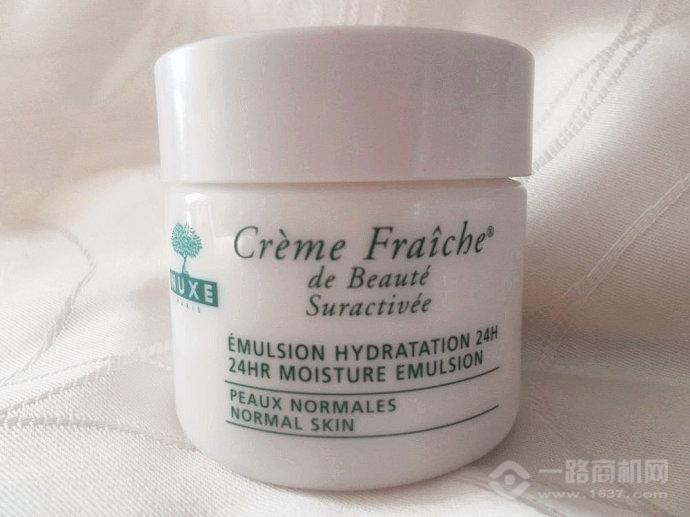 Crème Fraîche®
de Beauté
Suractivée
NUXE
PARIS
ÉMULSION HYDRATATION 24H
24HR MOISTURE EMULSION
PEAUX NORMALES
NORMAL SKIN
一路商机网
www.1637.com